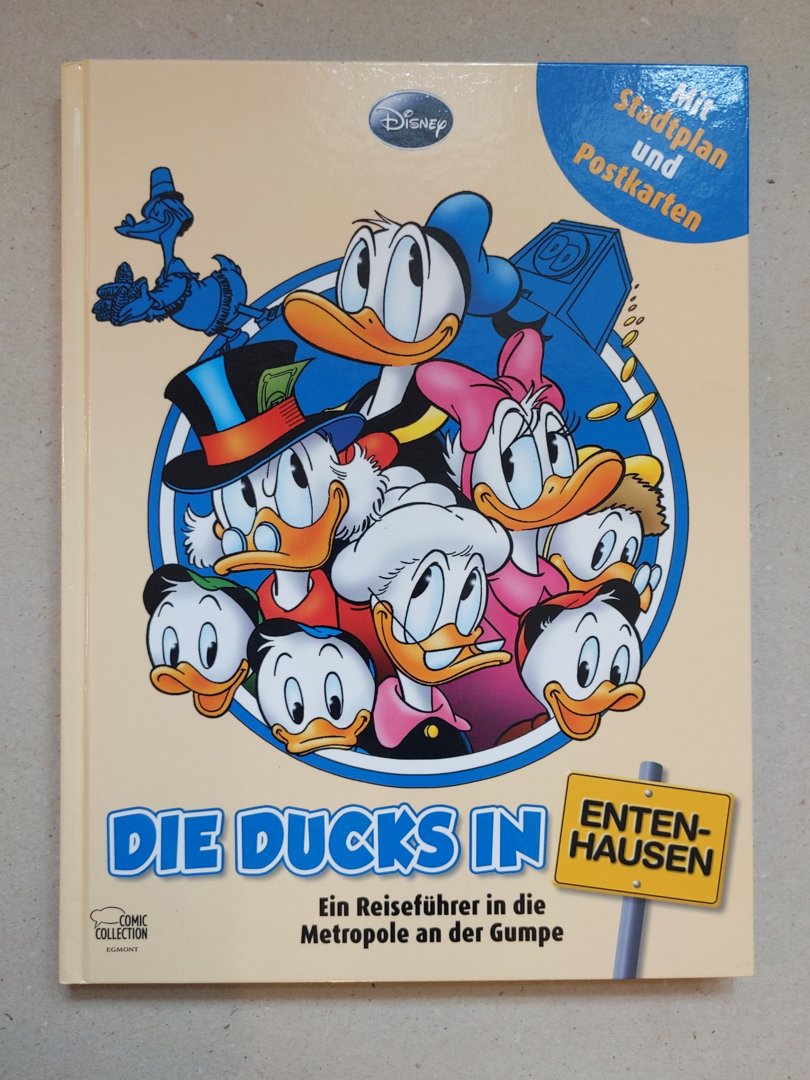 Disney
Mit
Stadtplan
und
Postkarten
DD
DIE DUCKS IN
ENTEN-
HAUSEN
Ein Reiseführer in die
Metropole an der Gumpe
COMIC
COLLECTION
EGMONT